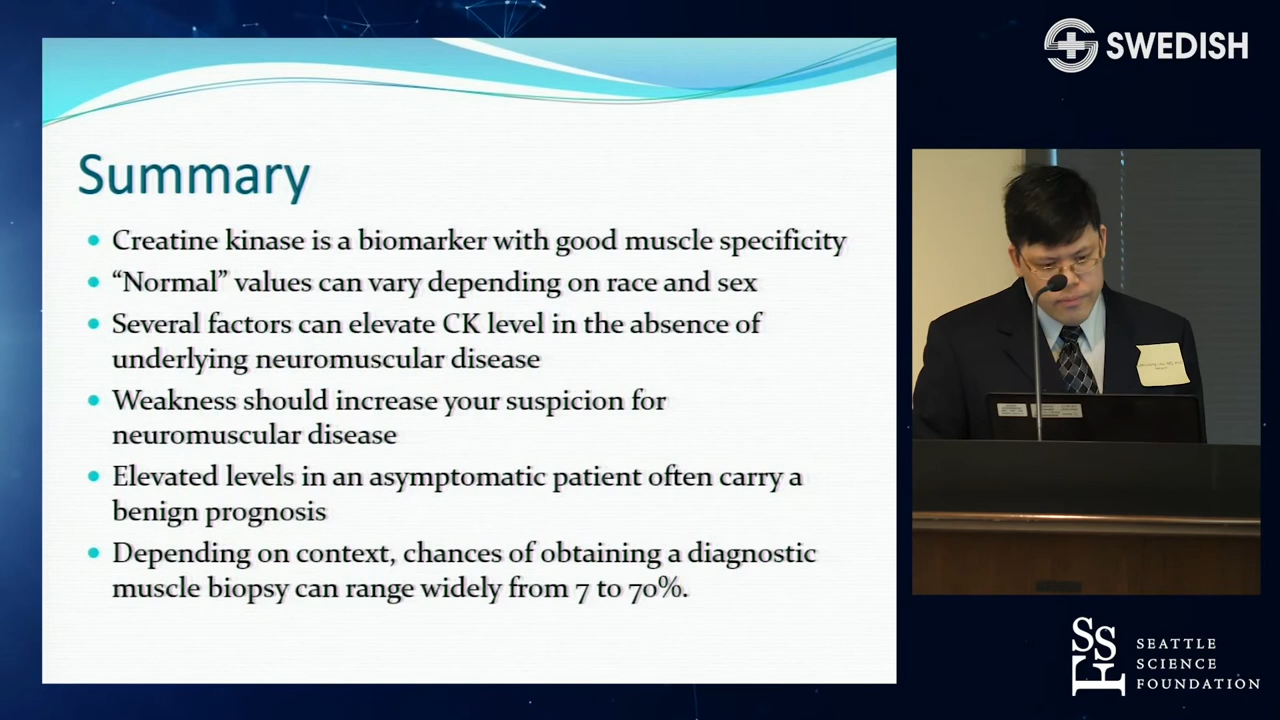 SWEDISH
Summary
Creatine kinase is a biomarker with good muscle specificity
“Normal” values can vary depending on race and sex
Several factors can elevate CK level in the absence of
underlying neuromuscular disease
Weakness should increase your suspicion for
neuromuscular disease
Elevated levels in an asymptomatic patient often carry a
benign prognosis
Depending on context, chances of obtaining a diagnostic
muscle biopsy can range widely from 7 to 70%.
SSF
SEATTLE
SCIENCE
FOUNDATION